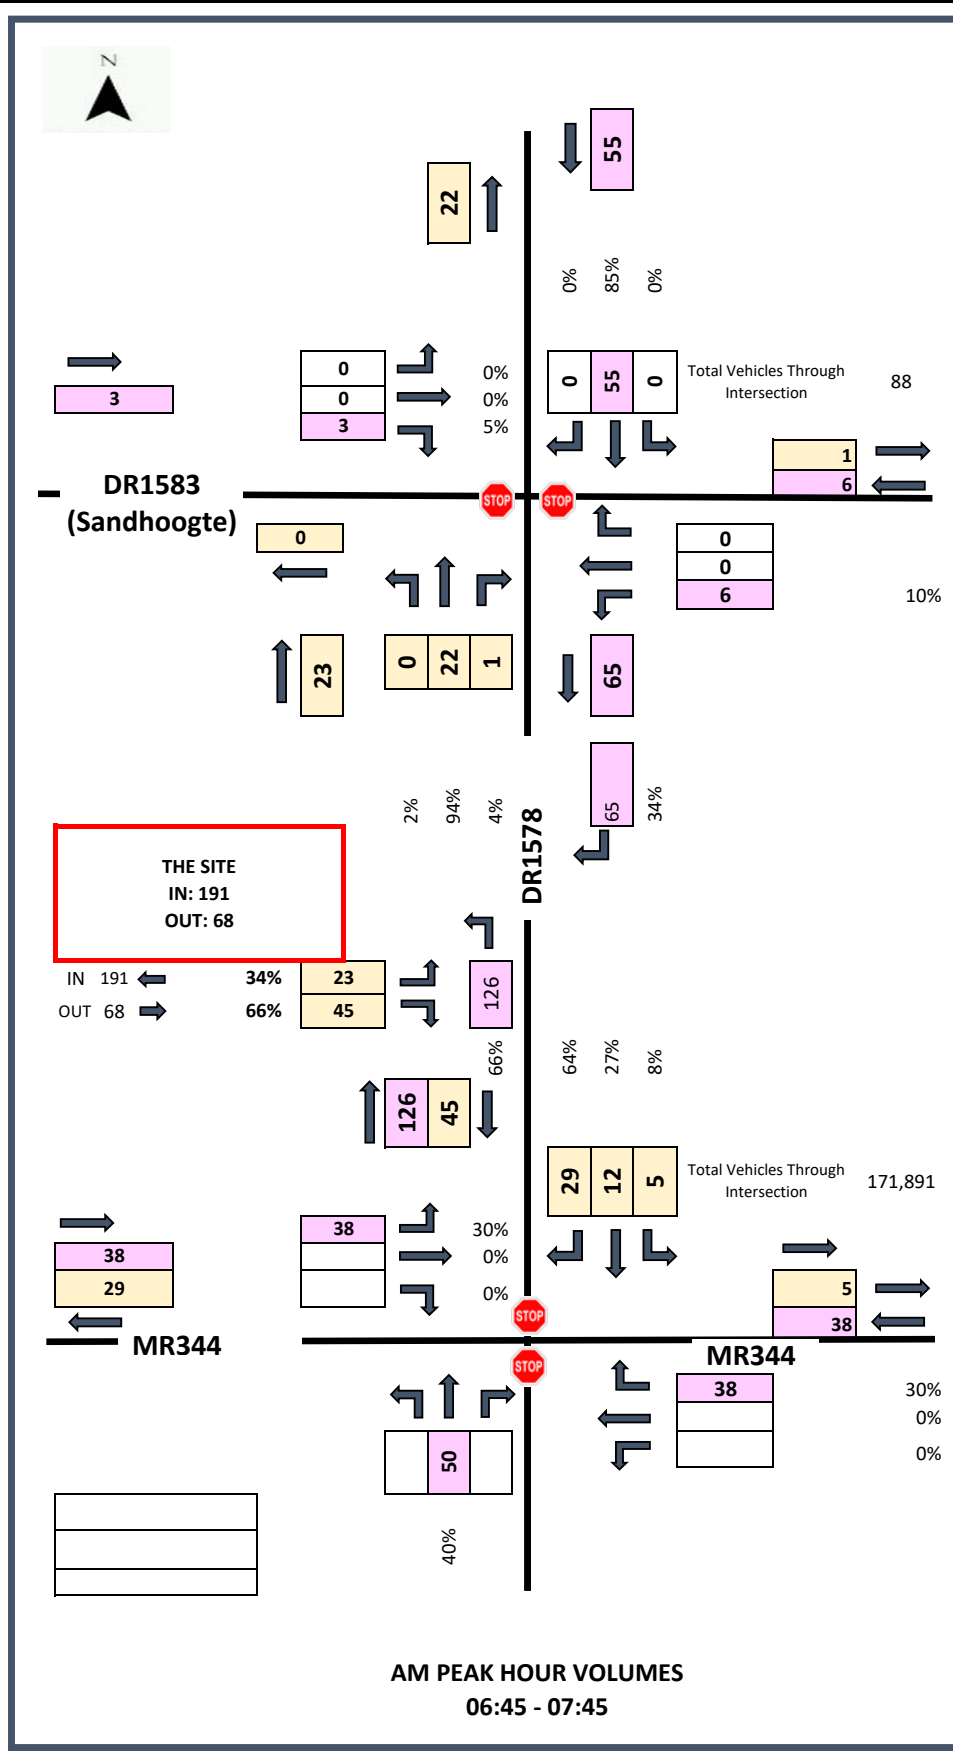 N
55
22
0% 85% 0%
0 0%
0 0%
3 5%
3
0 55 0
Total Vehicles Through
Intersection
88
1
6
DR1583
(Sandhoogte)
STOP STOP
0
0
0
6 10%
23
0 22 1
65
2% 94% 4%
65 34%
DR1578
THE SITE
IN: 191
OUT: 68
IN 191 34% 23
OUT 68 66% 45
126
66%
64% 27% 8%
126 45
29 12 5
Total Vehicles Through
Intersection
171,891
38 30%
0%
0%
38
29
5
38
STOP
MR344
MR344
STOP
38 30%
0%
0%
50
40%
AM PEAK HOUR VOLUMES
06:45 - 07:45